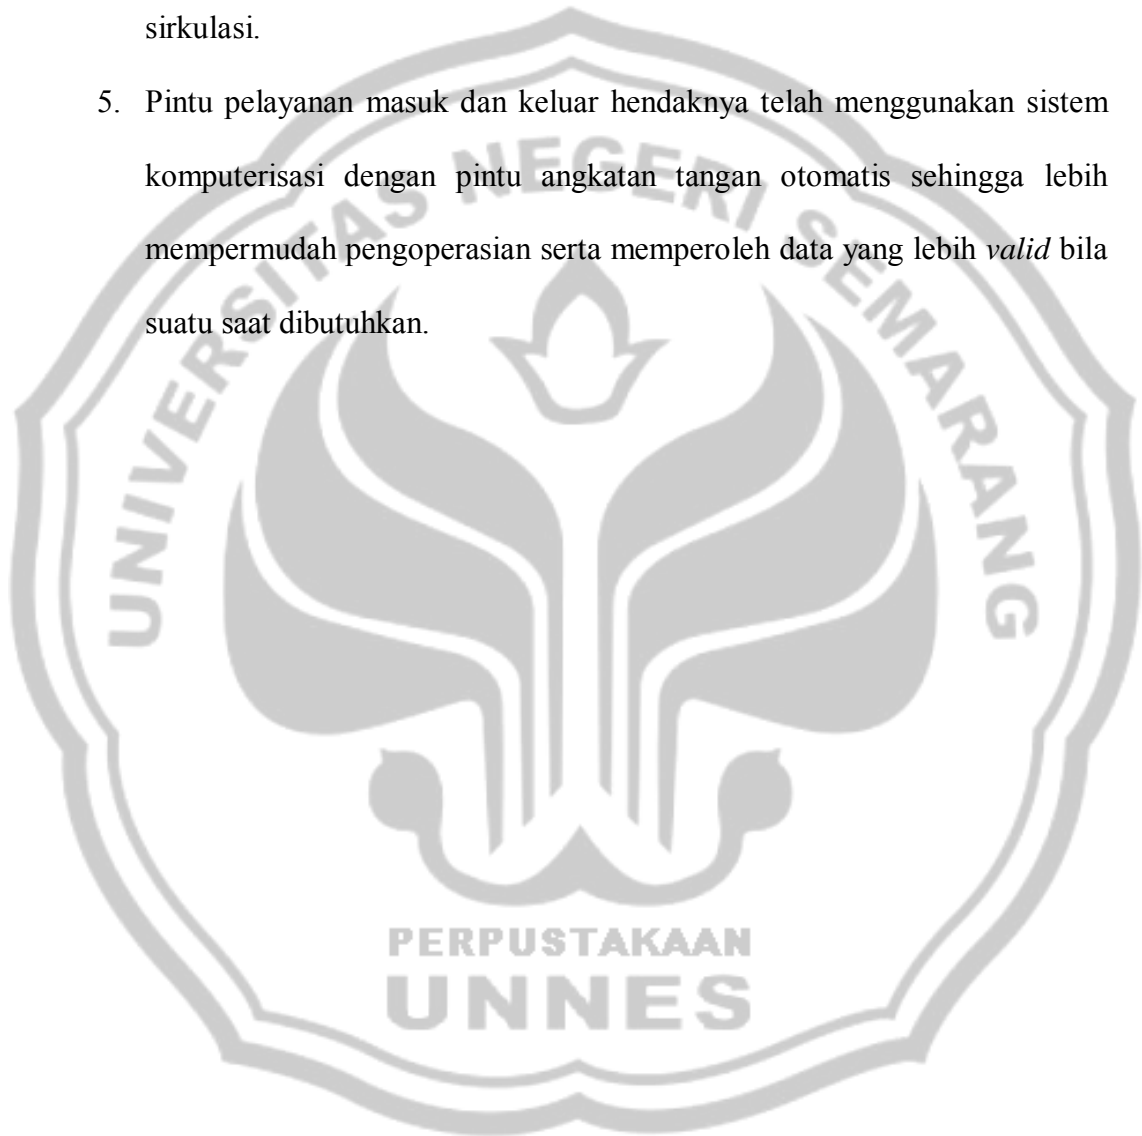 sirkulasi.
5. Pintu pelayanan masuk dan keluar hendaknya telah menggunakan sistem
komputerisasi dengan pintu angkatan tangan otomatis sehingga lebih
mempermudah pengoperasian serta memperoleh data yang lebih valid bila
suatu saat dibutuhkan.
UNIVERSITAS NEGERI SEMARANG
PERPUSTAKAAN
UNNES